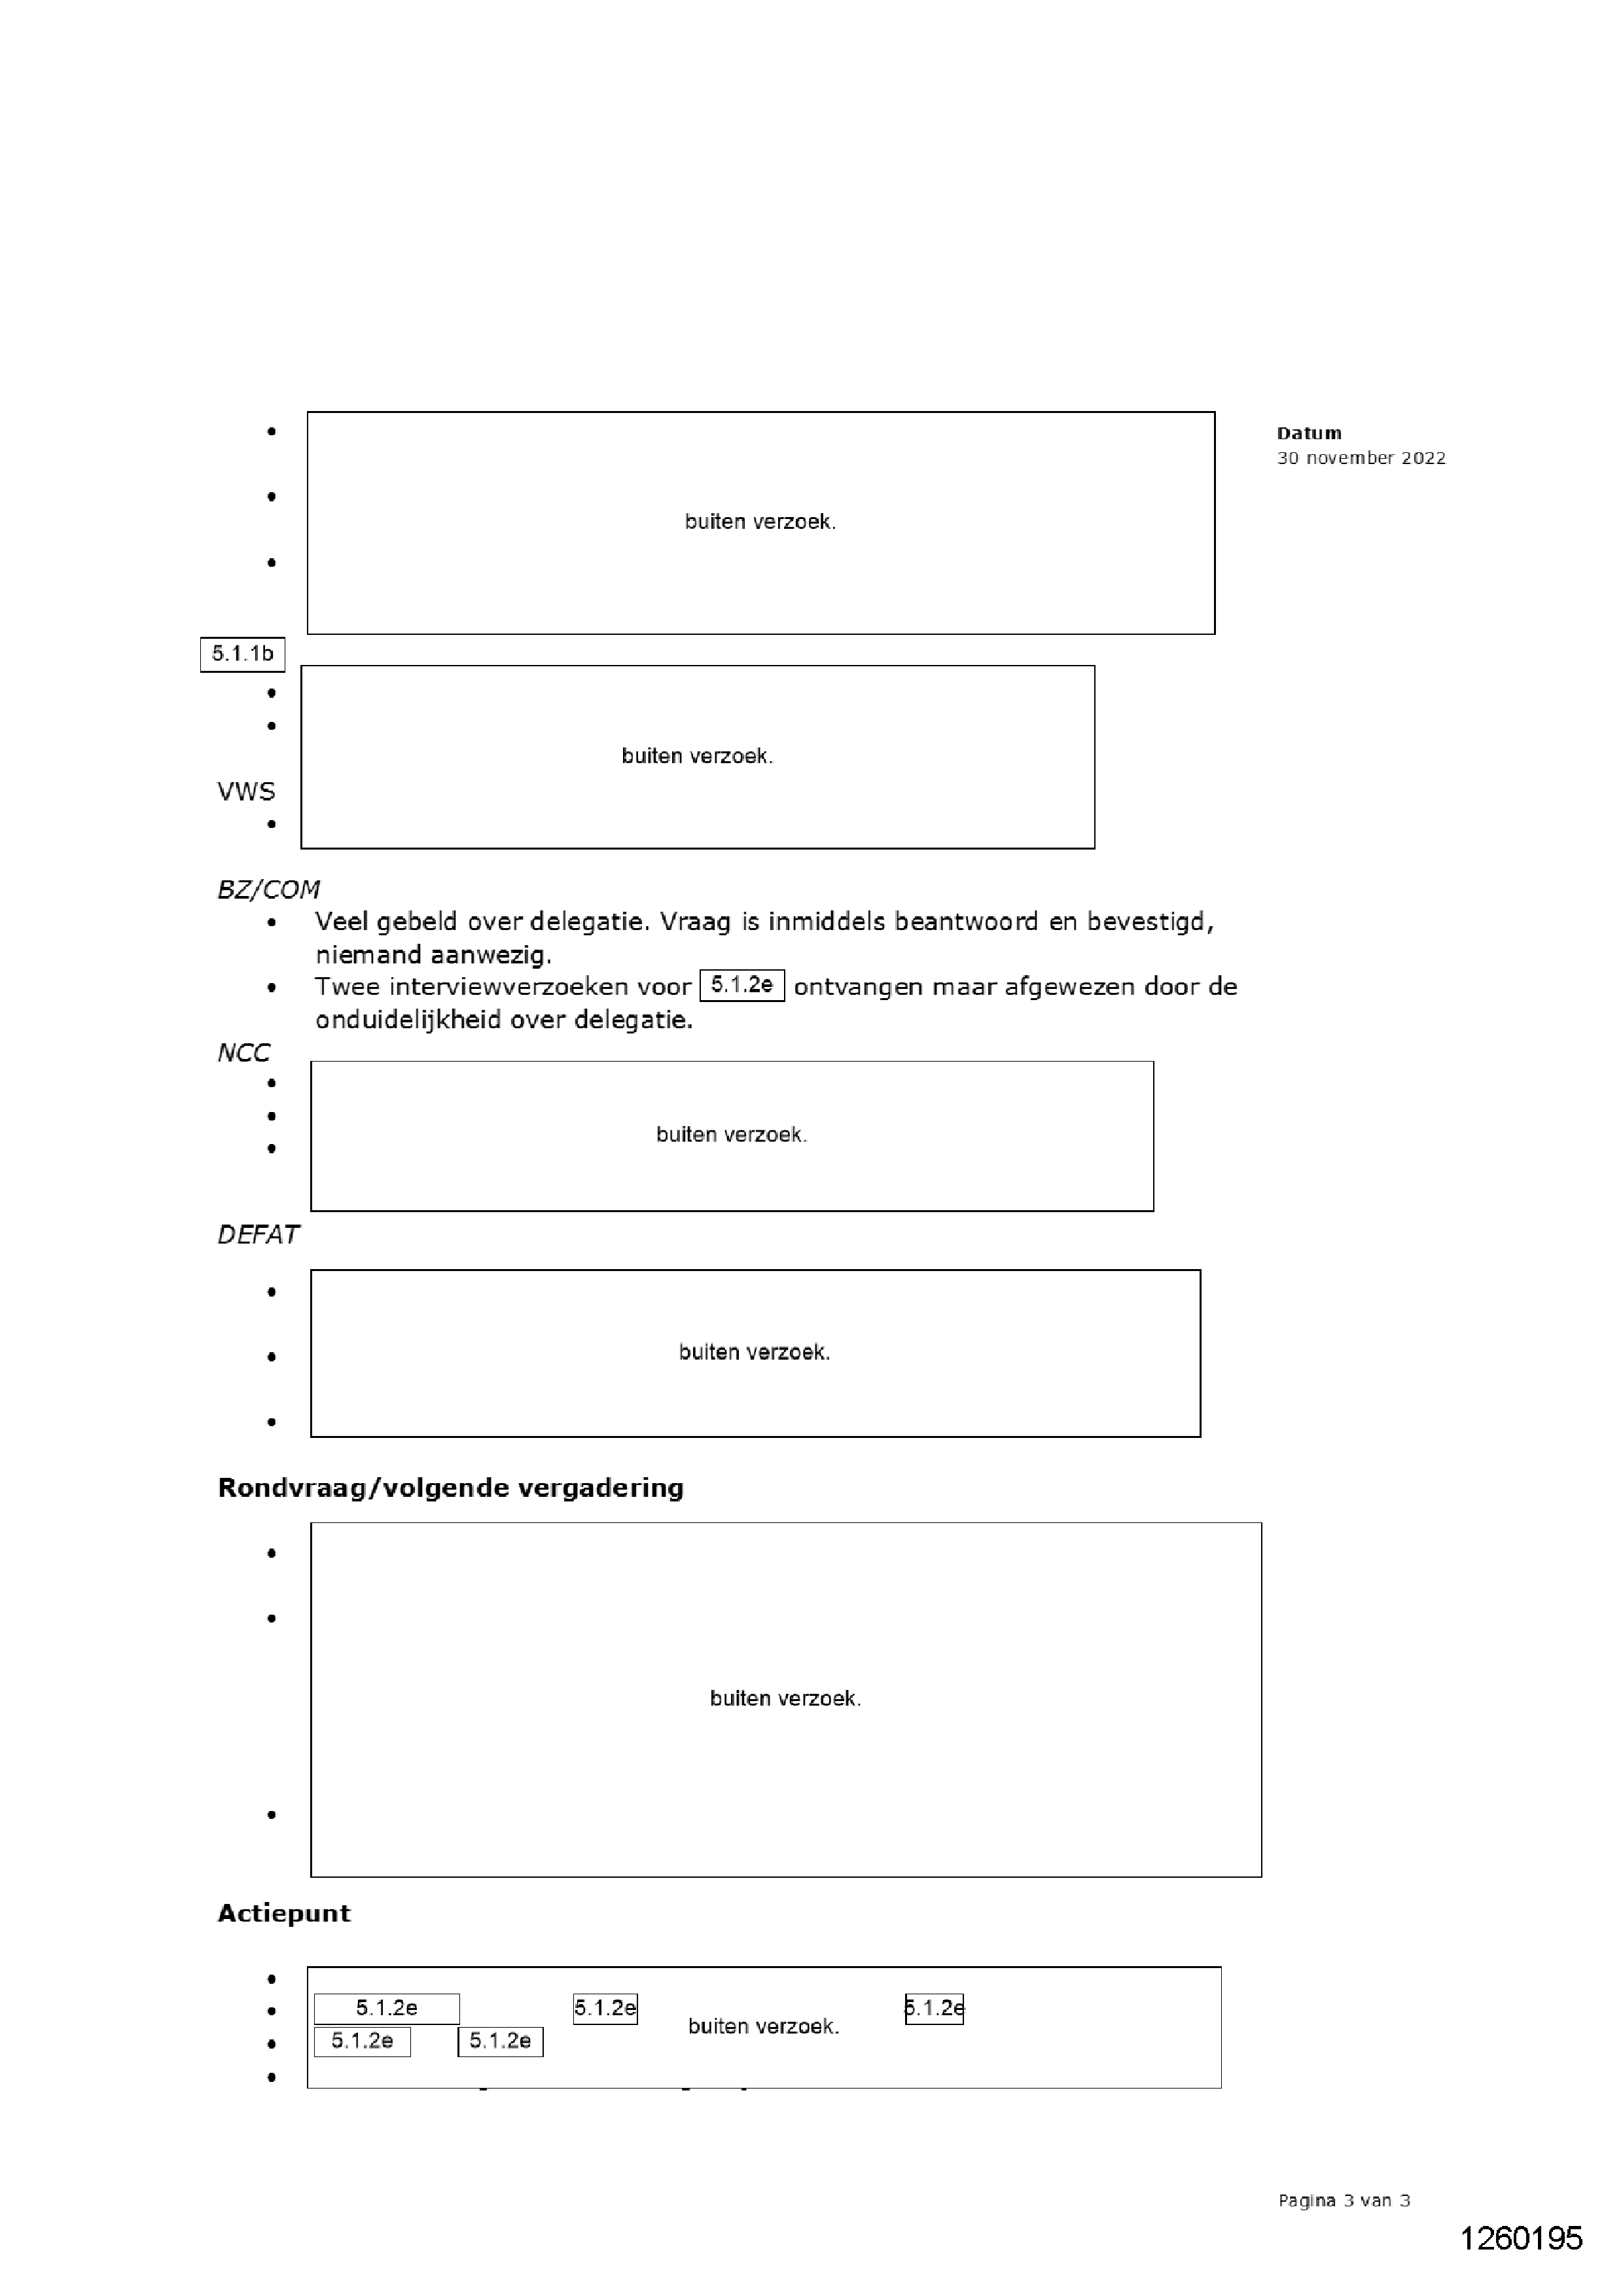 Datum
30 november 2022
buiten verzoek.
5.1.1b
buiten verzoek.
VWS
BZ/COM
• Veel gebeld over delegatie. Vraag is inmiddels beantwoord en bevestigd,
niemand aanwezig.
• Twee interviewverzoeken voor 5.1.2e ontvangen maar afgewezen door de
onduidelijkheid over delegatie.
NCC
buiten verzoek.
DEFAT
buiten verzoek.
Rondvraag/volgende vergadering
buiten verzoek.
Actiepunt
5.1.2e 5.1.2e 5.1.2e
buiten verzoek.
5.1.2e 5.1.2e
Pagina 3 van 3
1260195